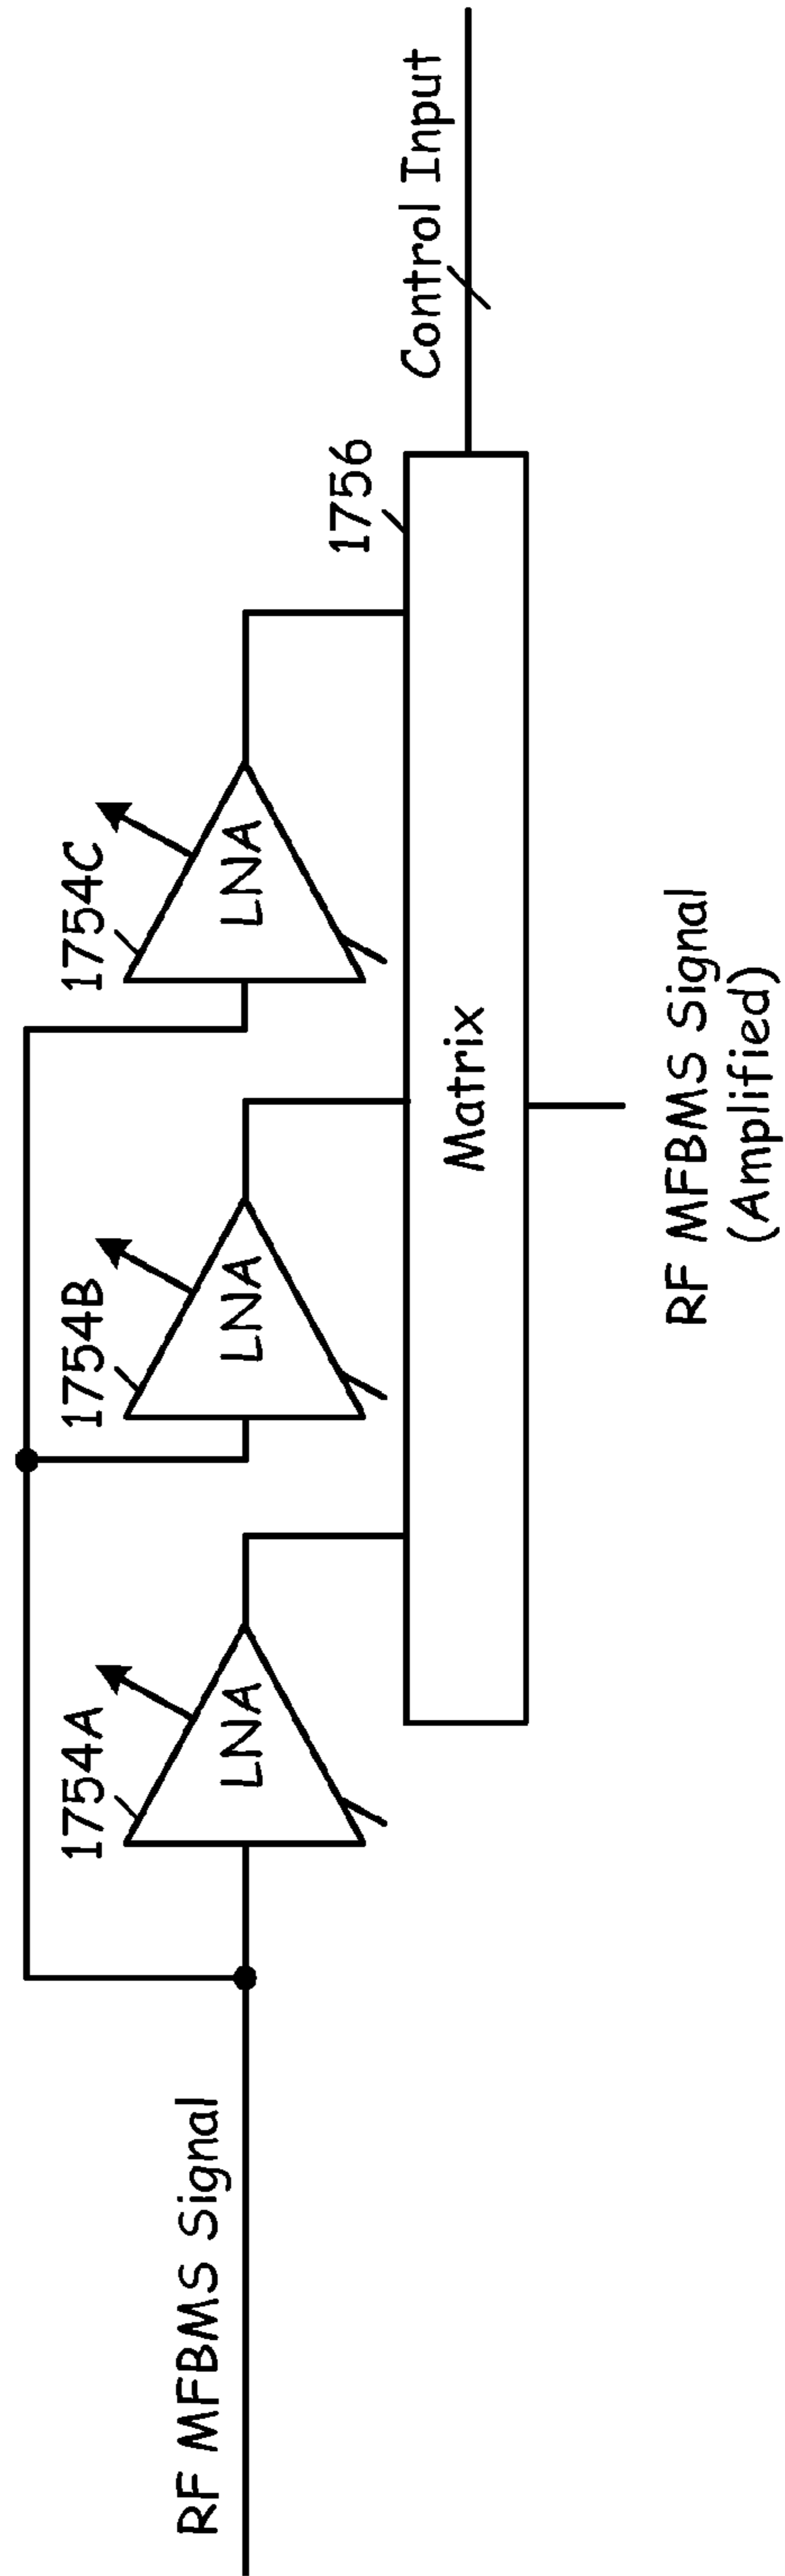 1754A
1754B
1754C
LNA
LNA
LNA
RF MFBMS Signal
1756
Control Input
Matrix
RF MFBMS Signal
(Amplified)